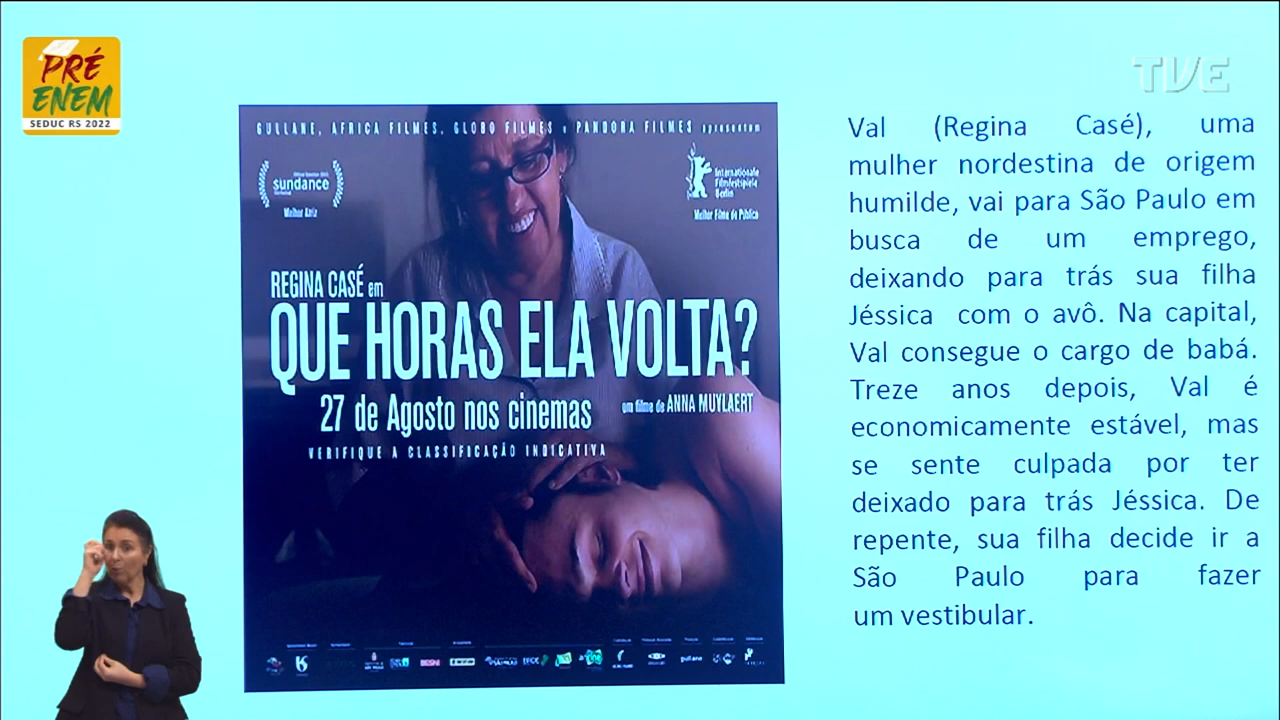 PRÉ
ENEM
SEDUC RS 2022
TVE
GULLANE, AFRICA FILMES, GLOBO FILMES e PANDORA FILMES apresentam
sundance
Melhor Atriz
Internationale
Filmfestspiele
Berlin
Melhor Filme de Público
REGINA CASÉ em
QUE HORAS ELA VOLTA?
27 de Agosto nos cinemas
um filme de ANNA MUYLAERT
VERIFIQUE A CLASSIFICAÇÃO INDICATIVA
Val (Regina Casé), uma
mulher nordestina de origem
humilde, vai para São Paulo em
busca de um emprego,
deixando para trás sua filha
Jéssica com o avô. Na capital,
Val consegue o cargo de babá.
Treze anos depois, Val é
economicamente estável, mas
se sente culpada por ter
deixado para trás Jéssica. De
repente, sua filha decide ir a
São Paulo para fazer
um vestibular.